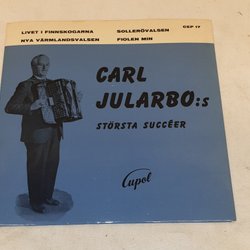 LIVET I FINNSKOGARNA
NYA VÄRMLANDSVALSEN
SOLLERÖVALSEN
FIOLEN MIN
CEP 17
CARL
JULARBO:s
STÖRSTA SUCCÉER
Cupol